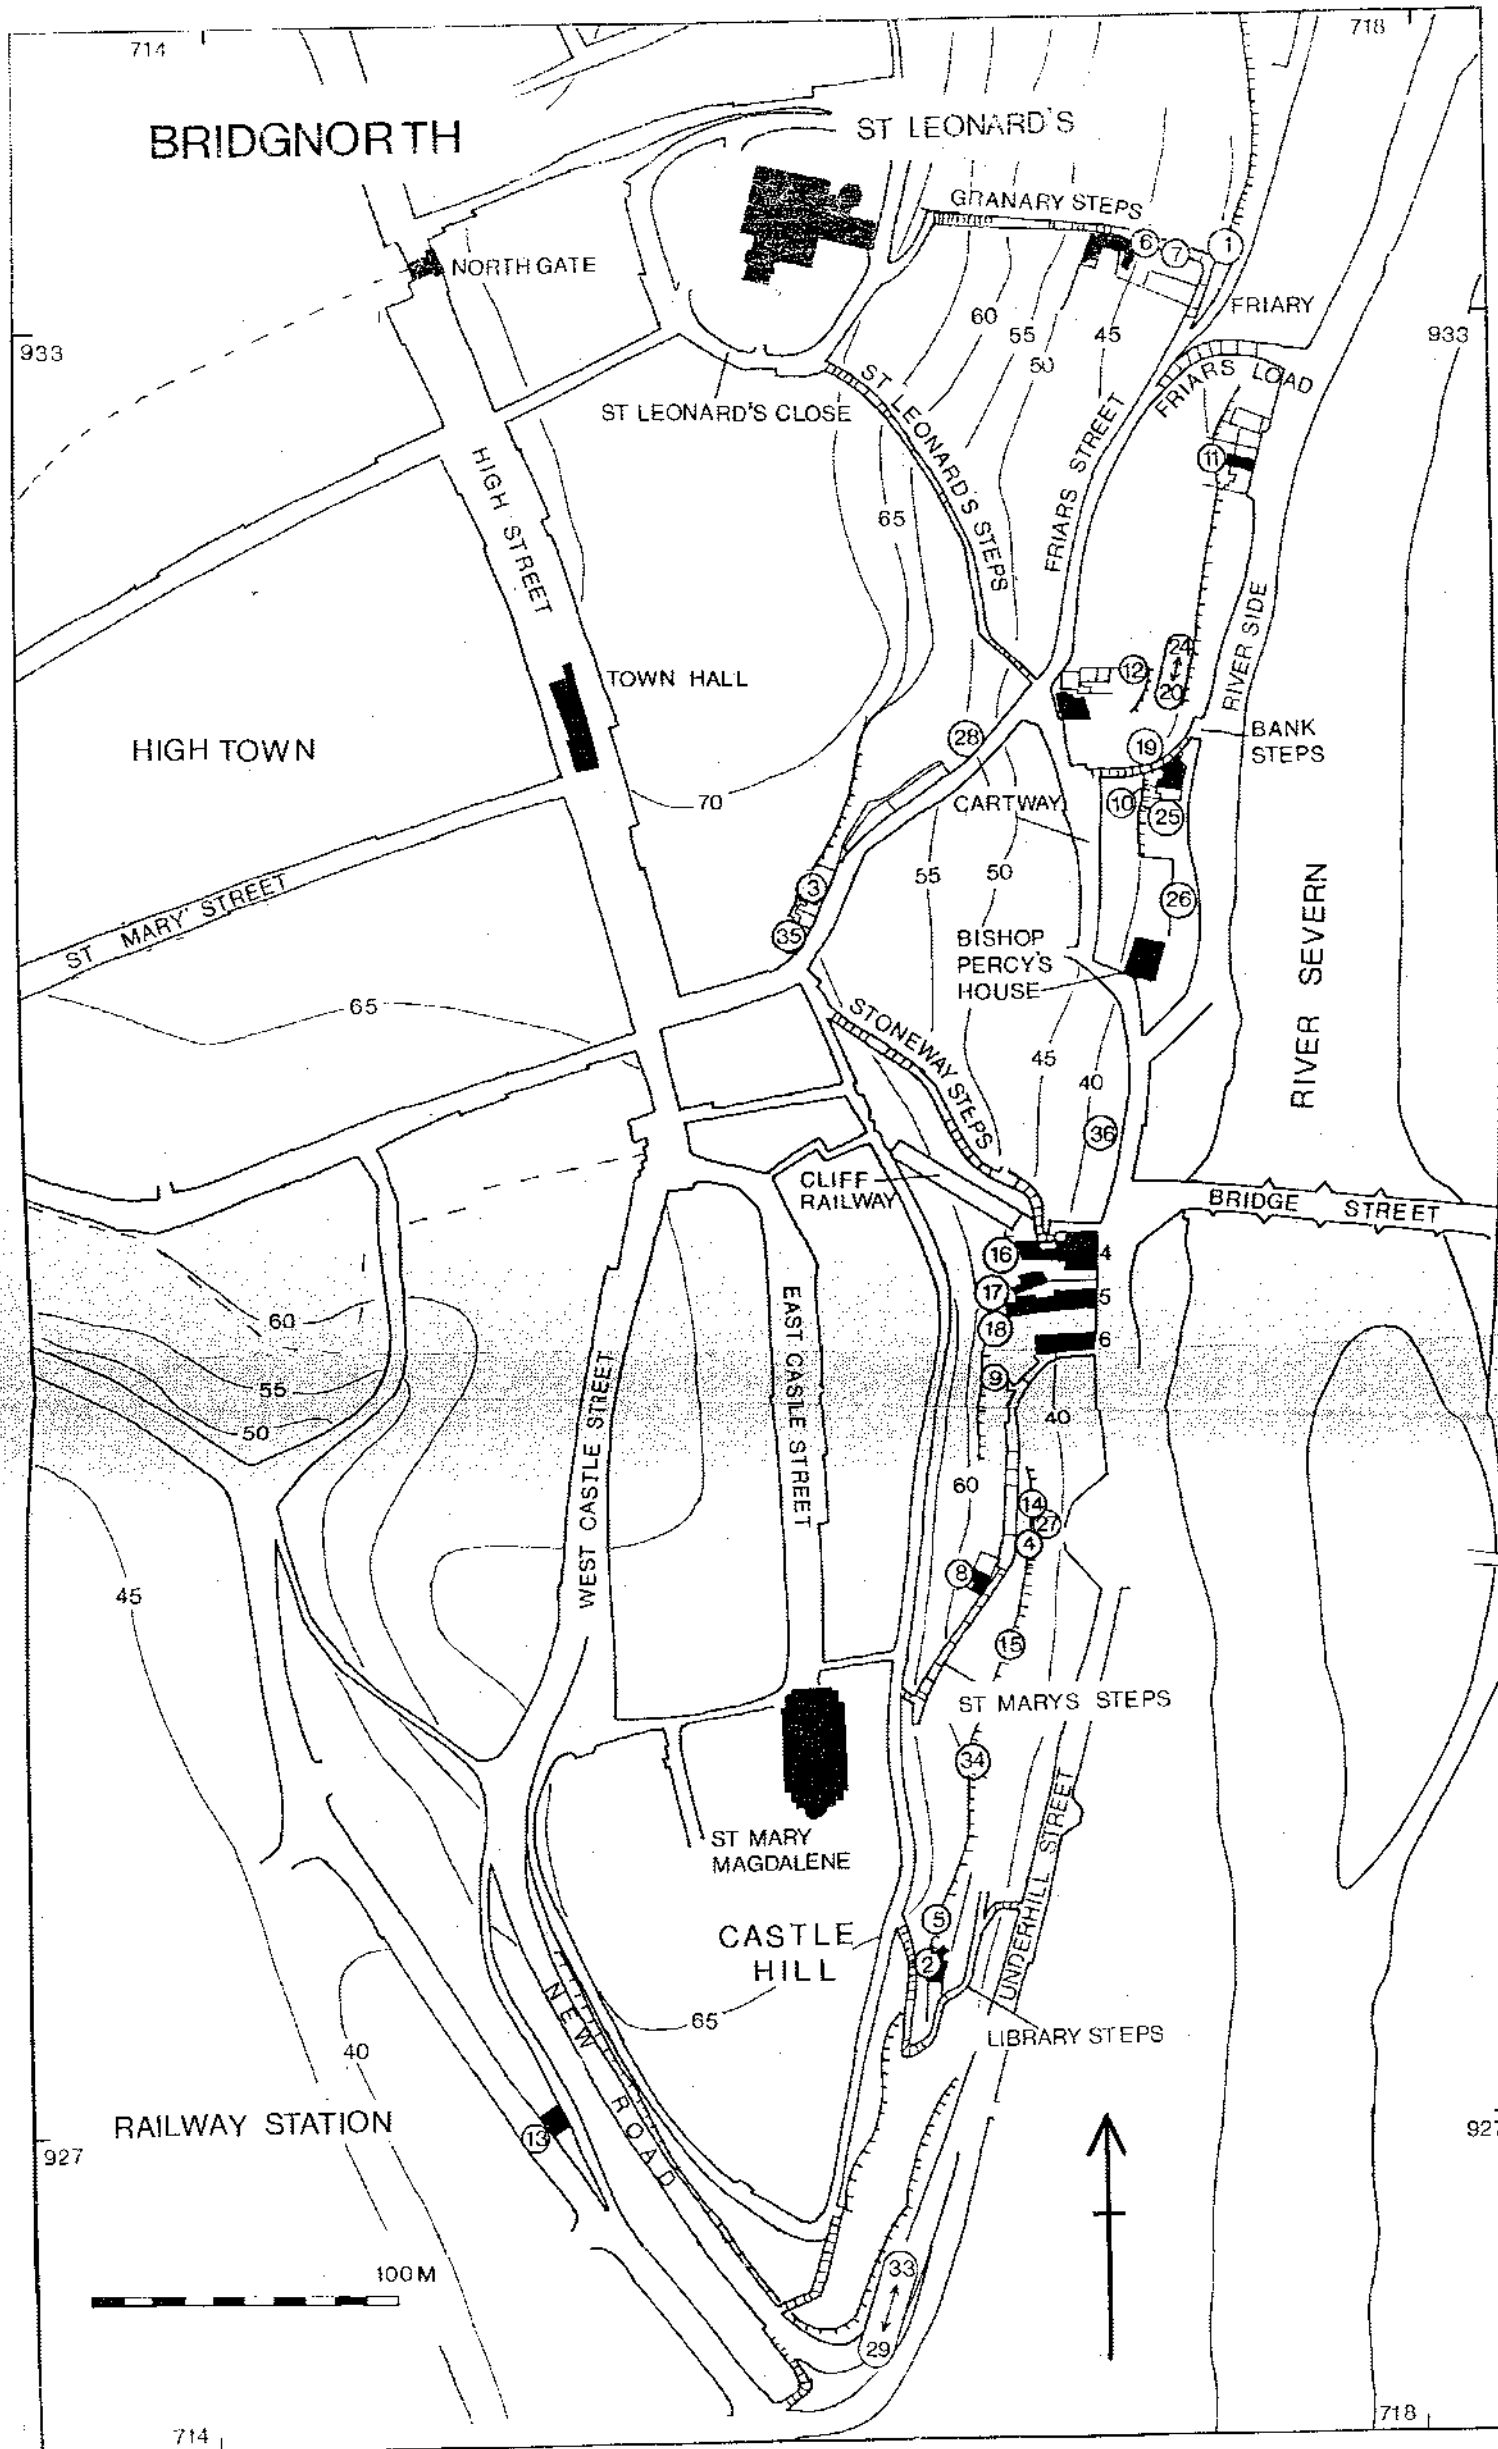 714
718
BRIDGNORTH
ST LEONARD'S
GRANARY STEPS
6
7
1
NORTHGATE
FRIARY
60
55
45
933
933
50
FRIARS LOAD
ST LEONARD'S CLOSE
ST LEONARD'S STEPS
FRIARS STREET
11
HIGH STREET
65
RIVER SIDE
24
12
20
TOWN HALL
28
19
BANK
STEPS
HIGH TOWN
70
CARTWAY
10
25
55
50
3
26
ST MARY STREET
35
BISHOP
PERCY'S
HOUSE
RIVER SEVERN
65
STONEWAY STEPS
45
40
36
CLIFF
RAILWAY
BRIDGE STREET
16
4
17
5
18
6
60
EAST CASTLE STREET
55
9
WEST CASTLE STREET
40
50
60
14
27
4
8
45
15
ST MARYS STEPS
34
ST MARY
MAGDALENE
UNDERHILL STREET
5
CASTLE
HILL
2
NEW ROAD
65
LIBRARY STEPS
40
RAILWAY STATION
13
927
927
100M
33
29
714
718